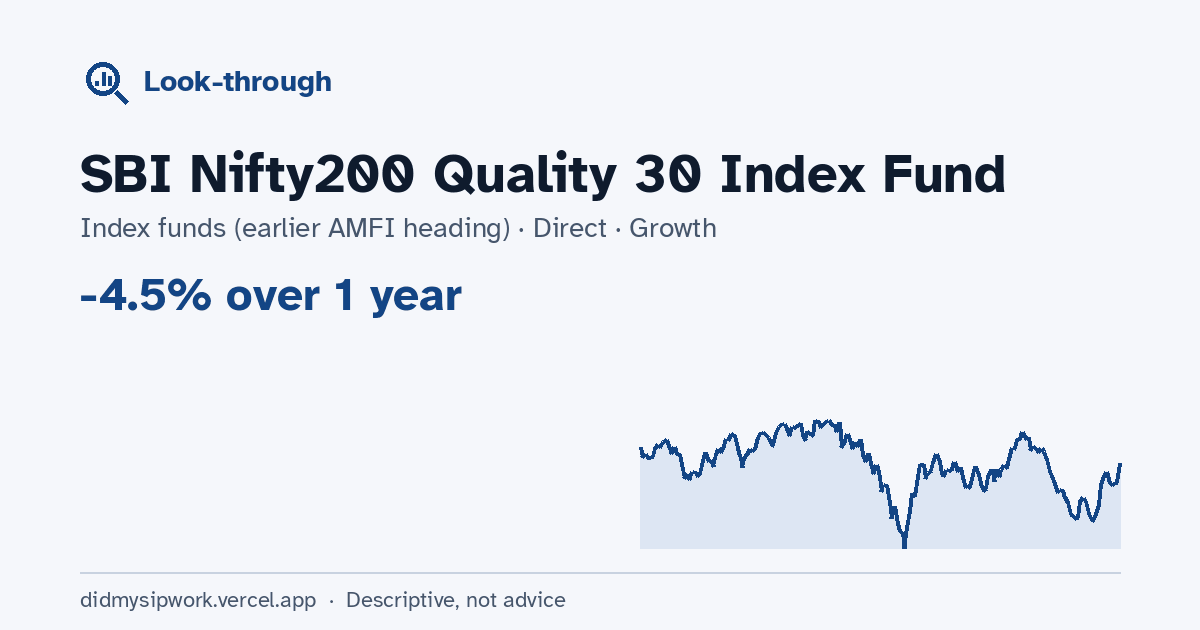 Look-through
SBI Nifty200 Quality 30 Index Fund
Index funds (earlier AMFI heading) · Direct · Growth
-4.5% over 1 year
didmysipwork.vercel.app · Descriptive, not advice